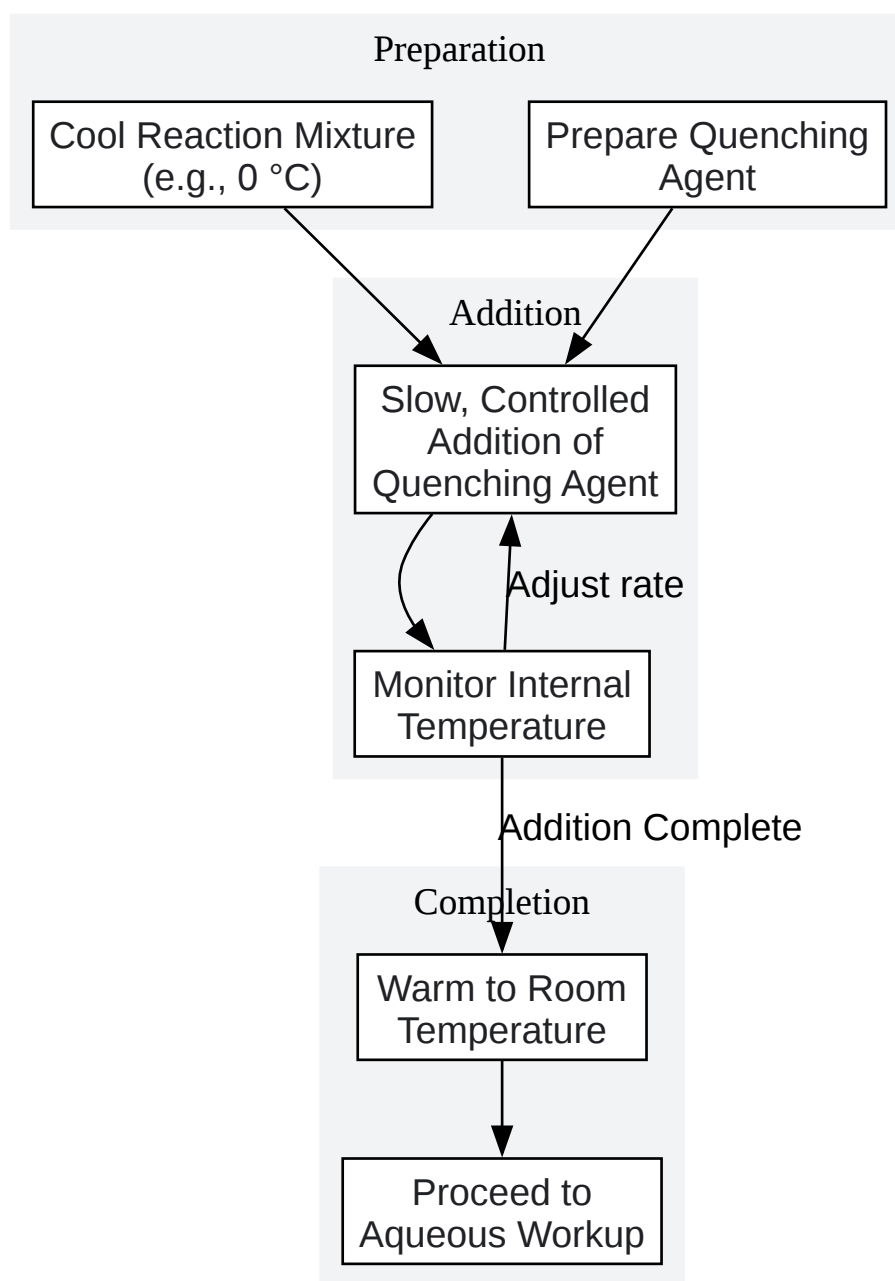 Preparation
Cool Reaction Mixture
(e.g., 0 °C)
Prepare Quenching
Agent
Addition
Slow, Controlled
Addition of
Quenching Agent
Adjust rate
Monitor Internal
Temperature
Addition Complete
Completion
Warm to Room
Temperature
Proceed to
Aqueous Workup